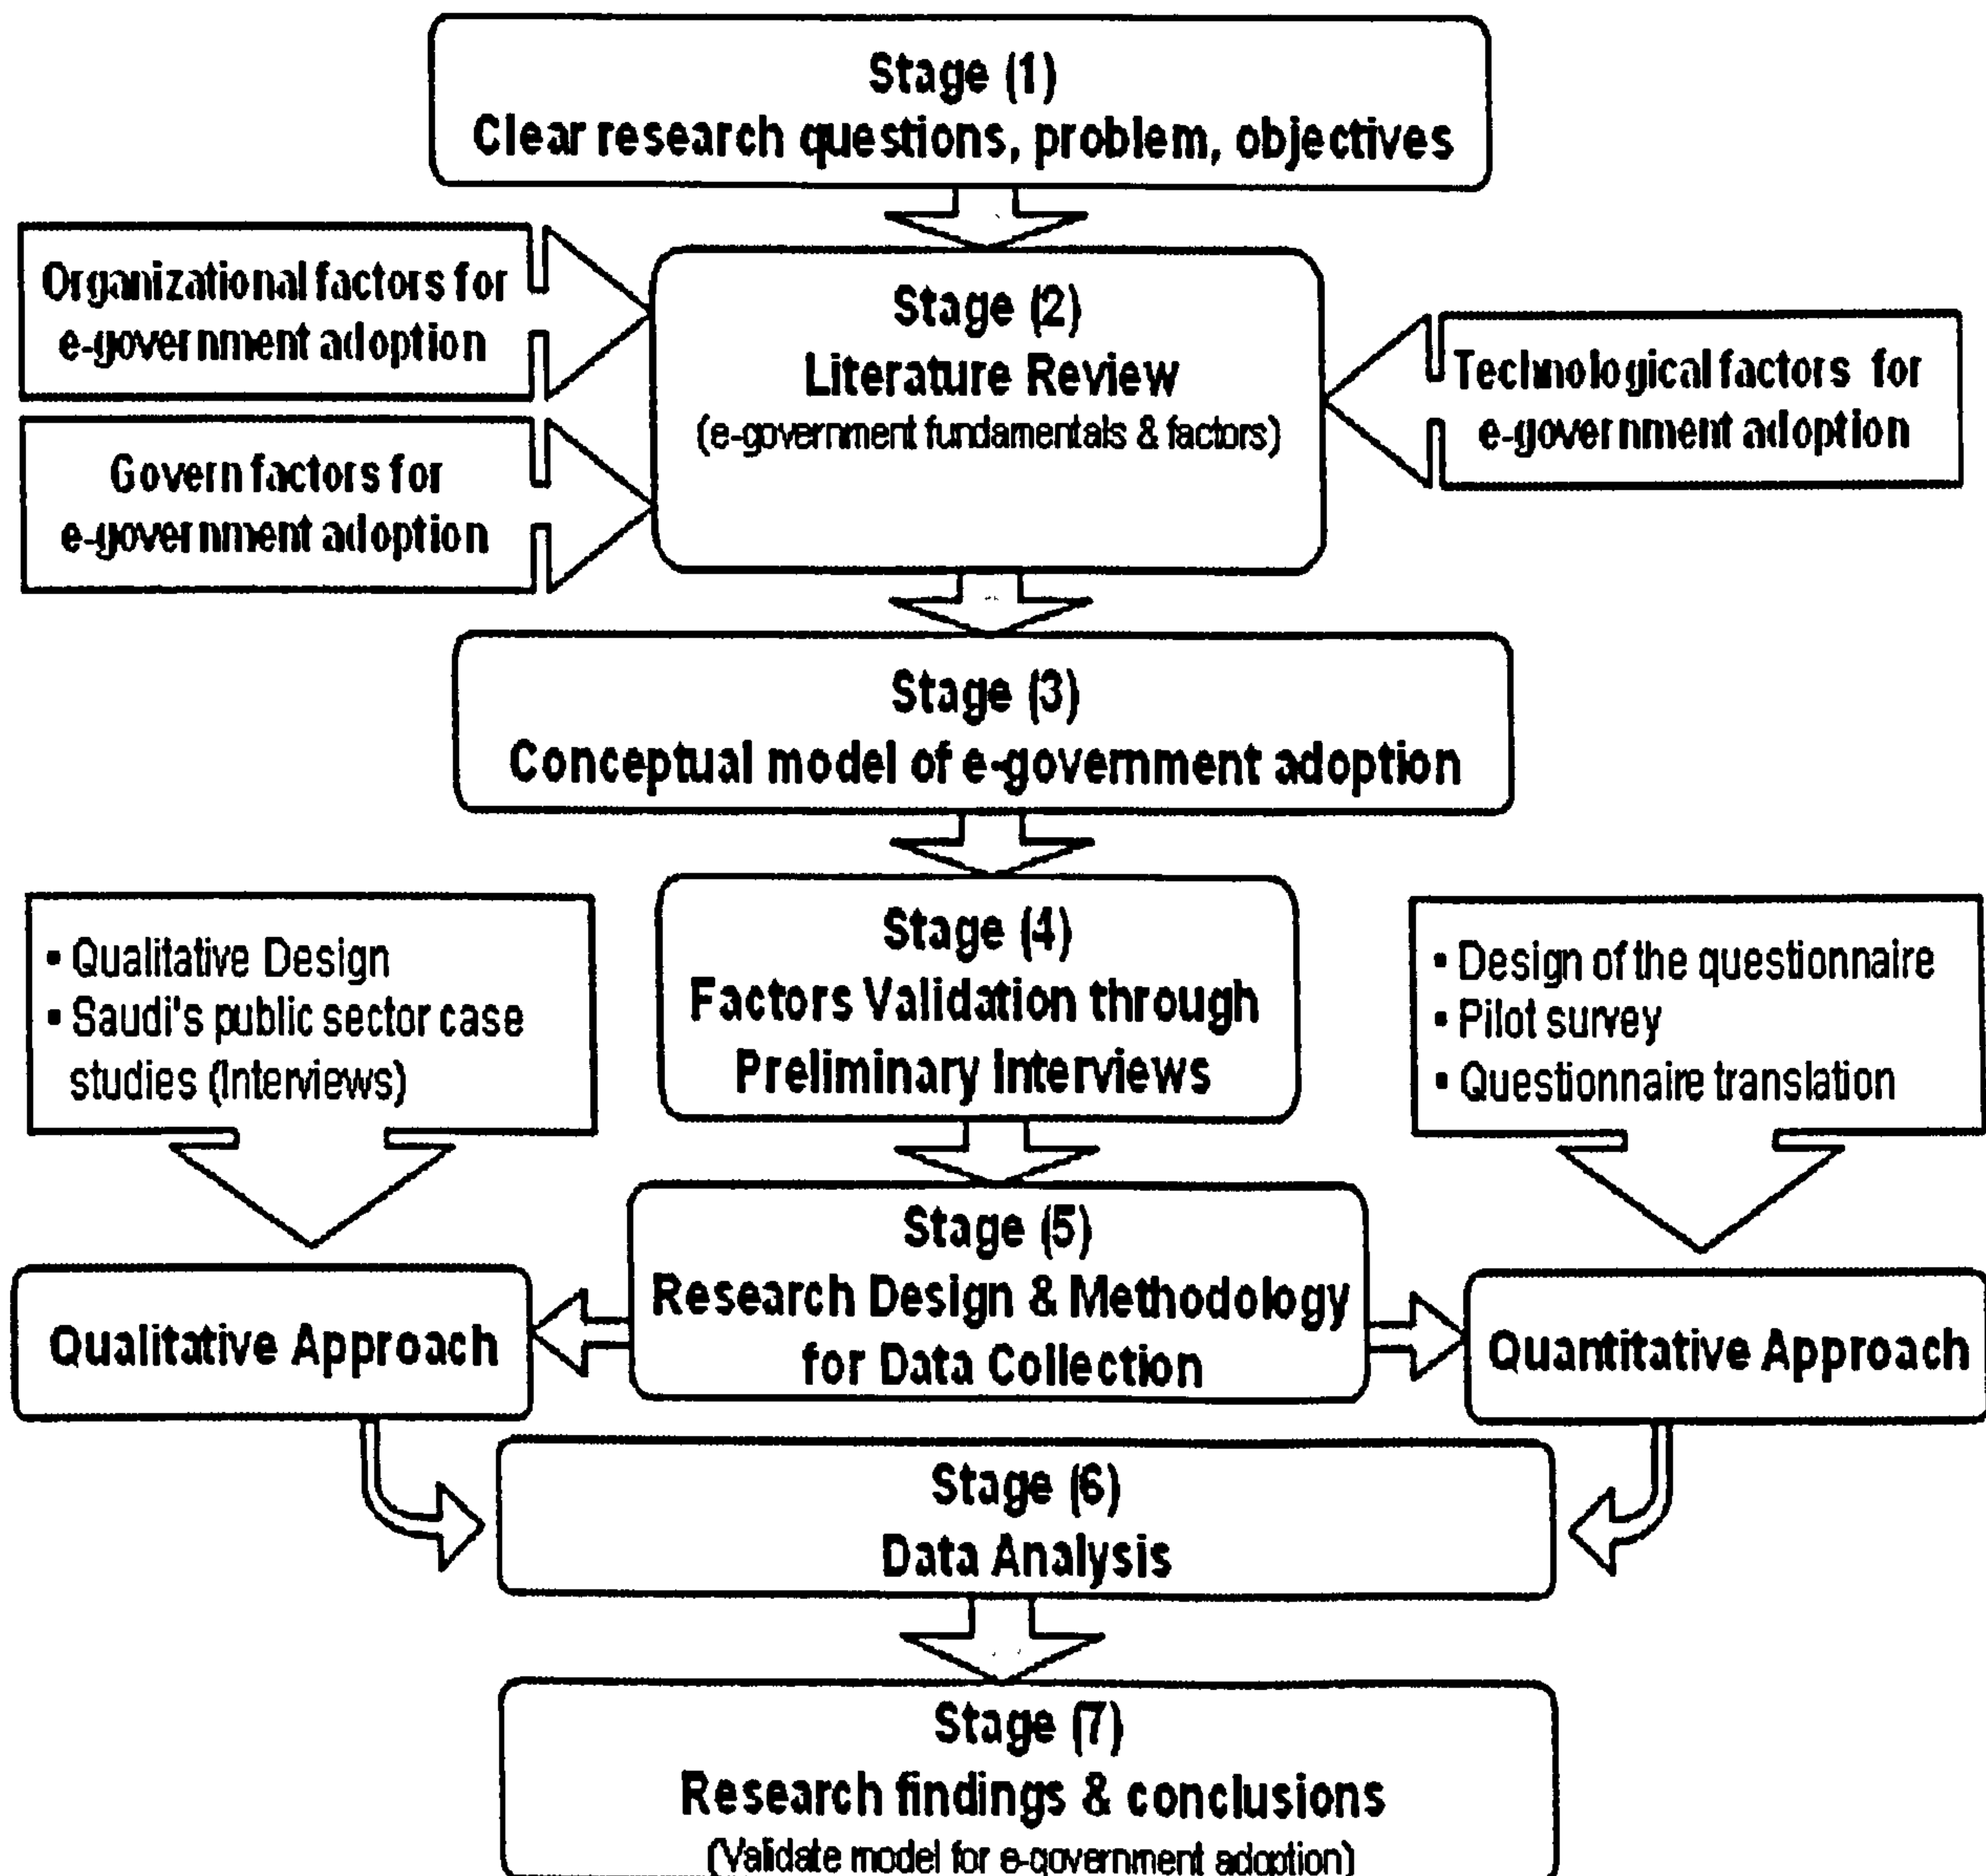 Stage (1)
Clear research questions, problem, objectives
Organizational factors for
e-government adoption
Govern factors for
e-government adoption
Stage (2)
Literature Review
(e-government fundamentals & factors)
Technological factors for
e-government adoption
Stage (3)
Conceptual model of e-government adoption
▪ Qualitative Design
▪ Saudi's public sector case
studies (Interviews)
Stage (4)
Factors Validation through
Preliminary Interviews
▪ Design of the questionnaire
▪ Pilot survey
▪ Questionnaire translation
Qualitative Approach
Stage (5)
Research Design & Methodology
for Data Collection
Quantitative Approach
Stage (6)
Data Analysis
Stage (7)
Research findings & conclusions
(Validate model for e-government adoption)